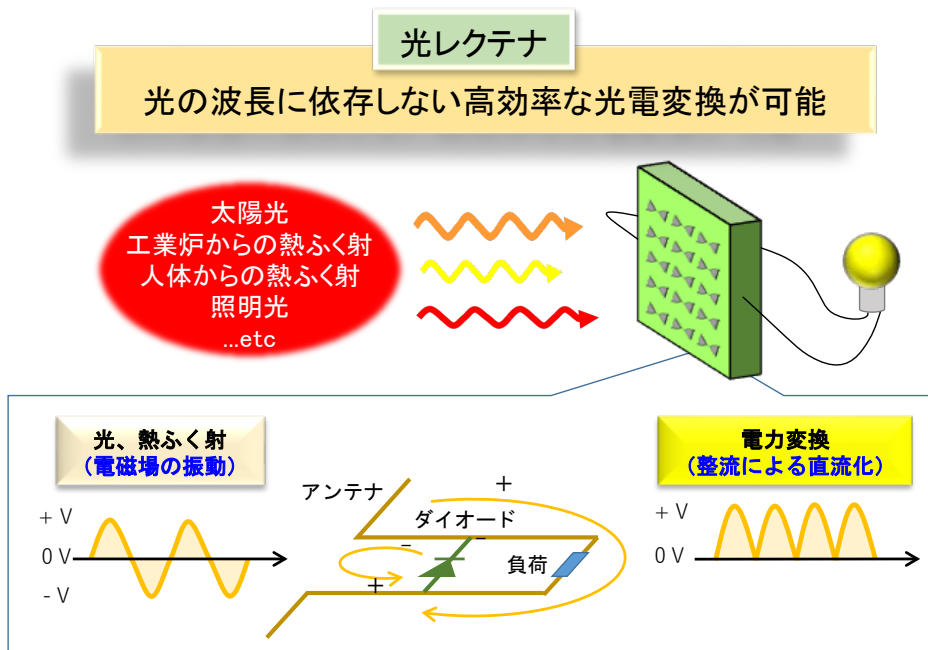 光レクテナ
光の波長に依存しない高効率な光電変換が可能
太陽光
工業炉からの熱ふく射
人体からの熱ふく射
照明光
...etc
光、熱ふく射
(電磁場の振動)
+ V
0 V
- V
アンテナ
+
ダイオード
-
-
負荷
+
電力変換
(整流による直流化)
+ V
0 V